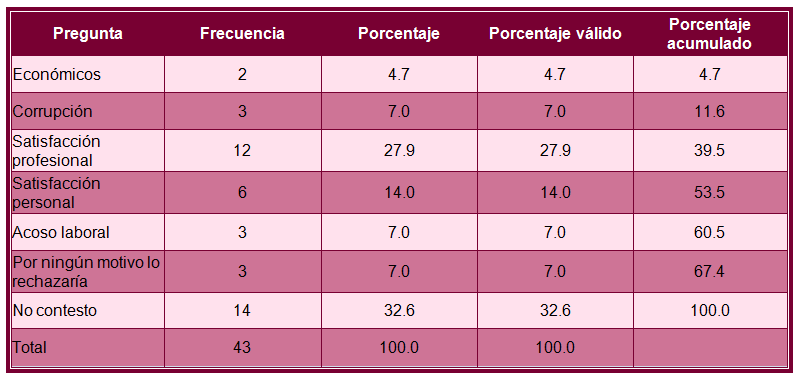 Pregunta Frecuencia Porcentaje Porcentaje válido Porcentaje acumulado
Económicos 2 4.7 4.7 4.7
Corrupción 3 7.0 7.0 11.6
Satisfacción profesional 12 27.9 27.9 39.5
Satisfacción personal 6 14.0 14.0 53.5
Acoso laboral 3 7.0 7.0 60.5
Por ningún motivo lo rechazaría 3 7.0 7.0 67.4
No contesto 14 32.6 32.6 100.0
Total 43 100.0 100.0